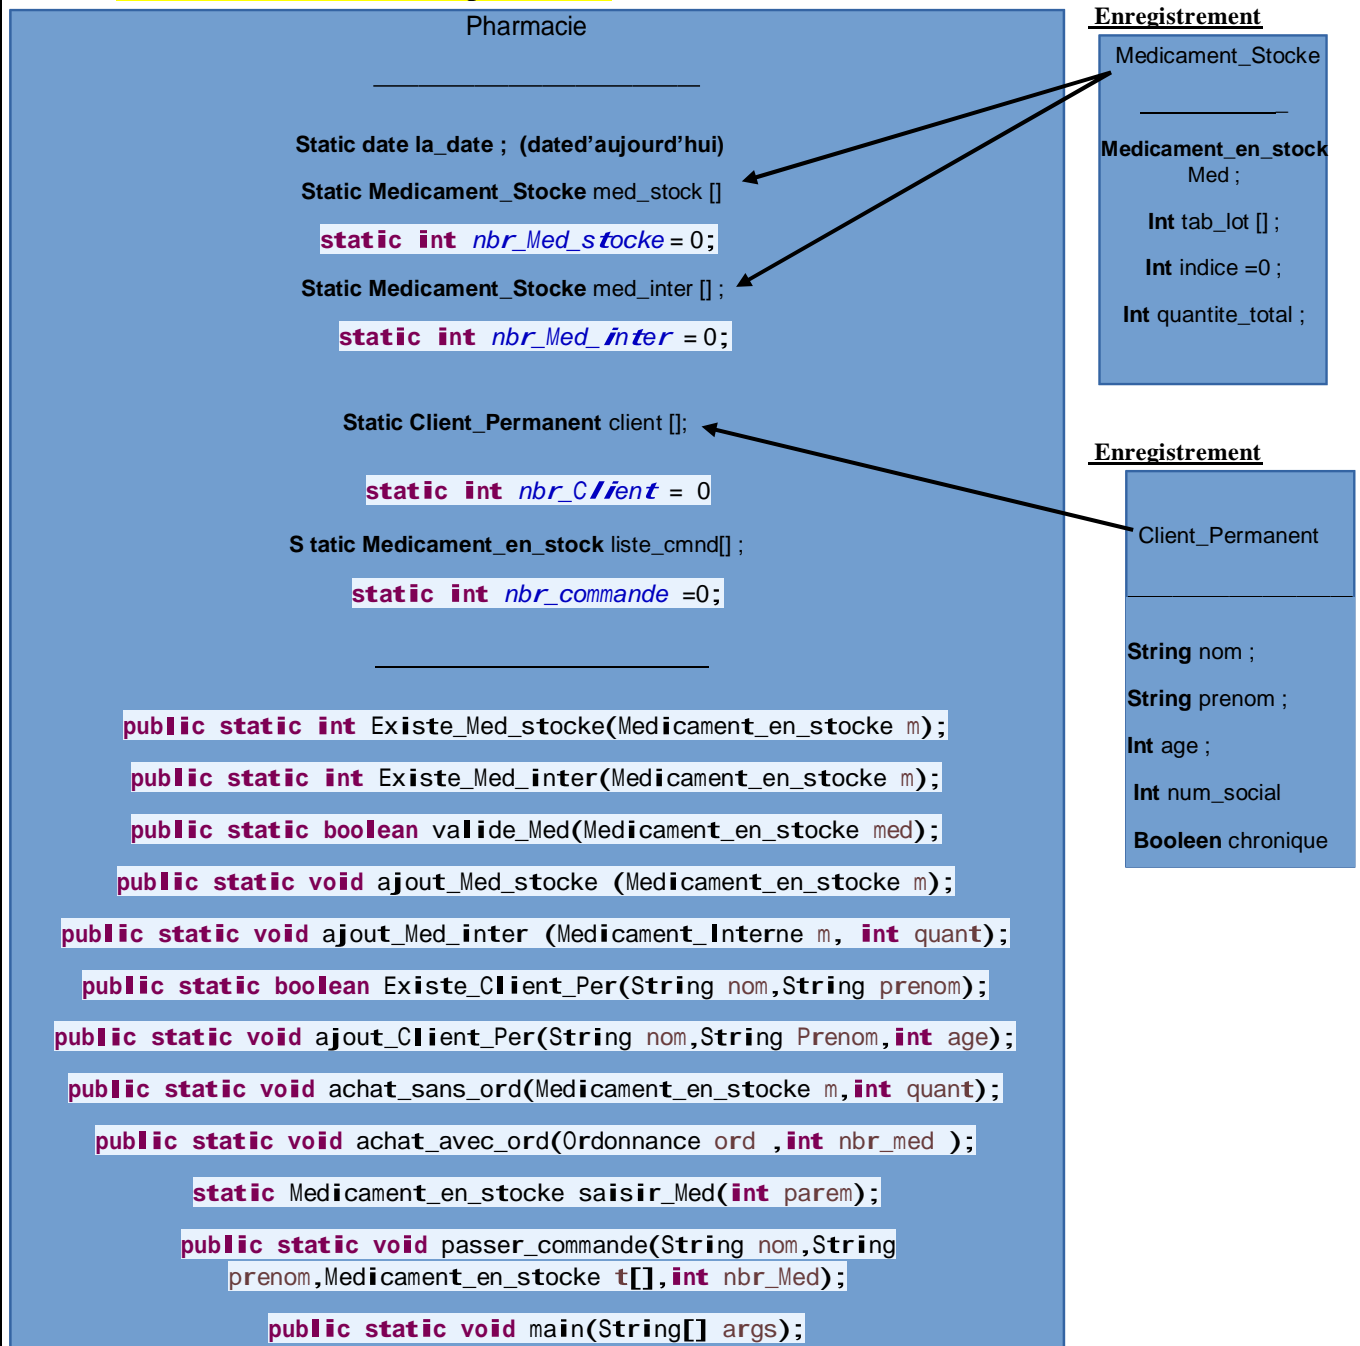 Pharmacie
Static date la_date ; (dated'aujourd'hui)
Static Medicament_Stocke med_stock []
static int nbr_Med_stocke = 0;
Static Medicament_Stocke med_inter [] ;
static int nbr_Med_inter = 0;
Static Client_Permanent client [];
static int nbr_Client = 0
S tatic Medicament_en_stock liste_cmnd[] ;
static int nbr_commande =0;
public static int Existe_Med_stocke(Medicament_en_stocke m);
public static int Existe_Med_inter(Medicament_en_stocke m);
public static boolean valide_Med(Medicament_en_stocke med);
public static void ajout_Med_stocke (Medicament_en_stocke m);
public static void ajout_Med_inter (Medicament_Interne m, int quant);
public static boolean Existe_Client_Per(String nom,String prenom);
public static void ajout_Client_Per(String nom,String Prenom,int age);
public static void achat_sans_ord(Medicament_en_stocke m,int quant);
public static void achat_avec_ord(Ordonnance ord ,int nbr_med );
static Medicament_en_stocke saisir_Med(int parem);
public static void passer_commande(String nom,String
prenom,Medicament_en_stocke t[],int nbr_Med);
public static void main(String[] args);
Enregistrement
Medicament_Stocke
Medicament_en_stock
Med ;
Int tab_lot [] ;
Int indice =0 ;
Int quantite_total ;
Enregistrement
Client_Permanent
String nom ;
String prenom ;
Int age ;
Int num_social
Booleen chronique